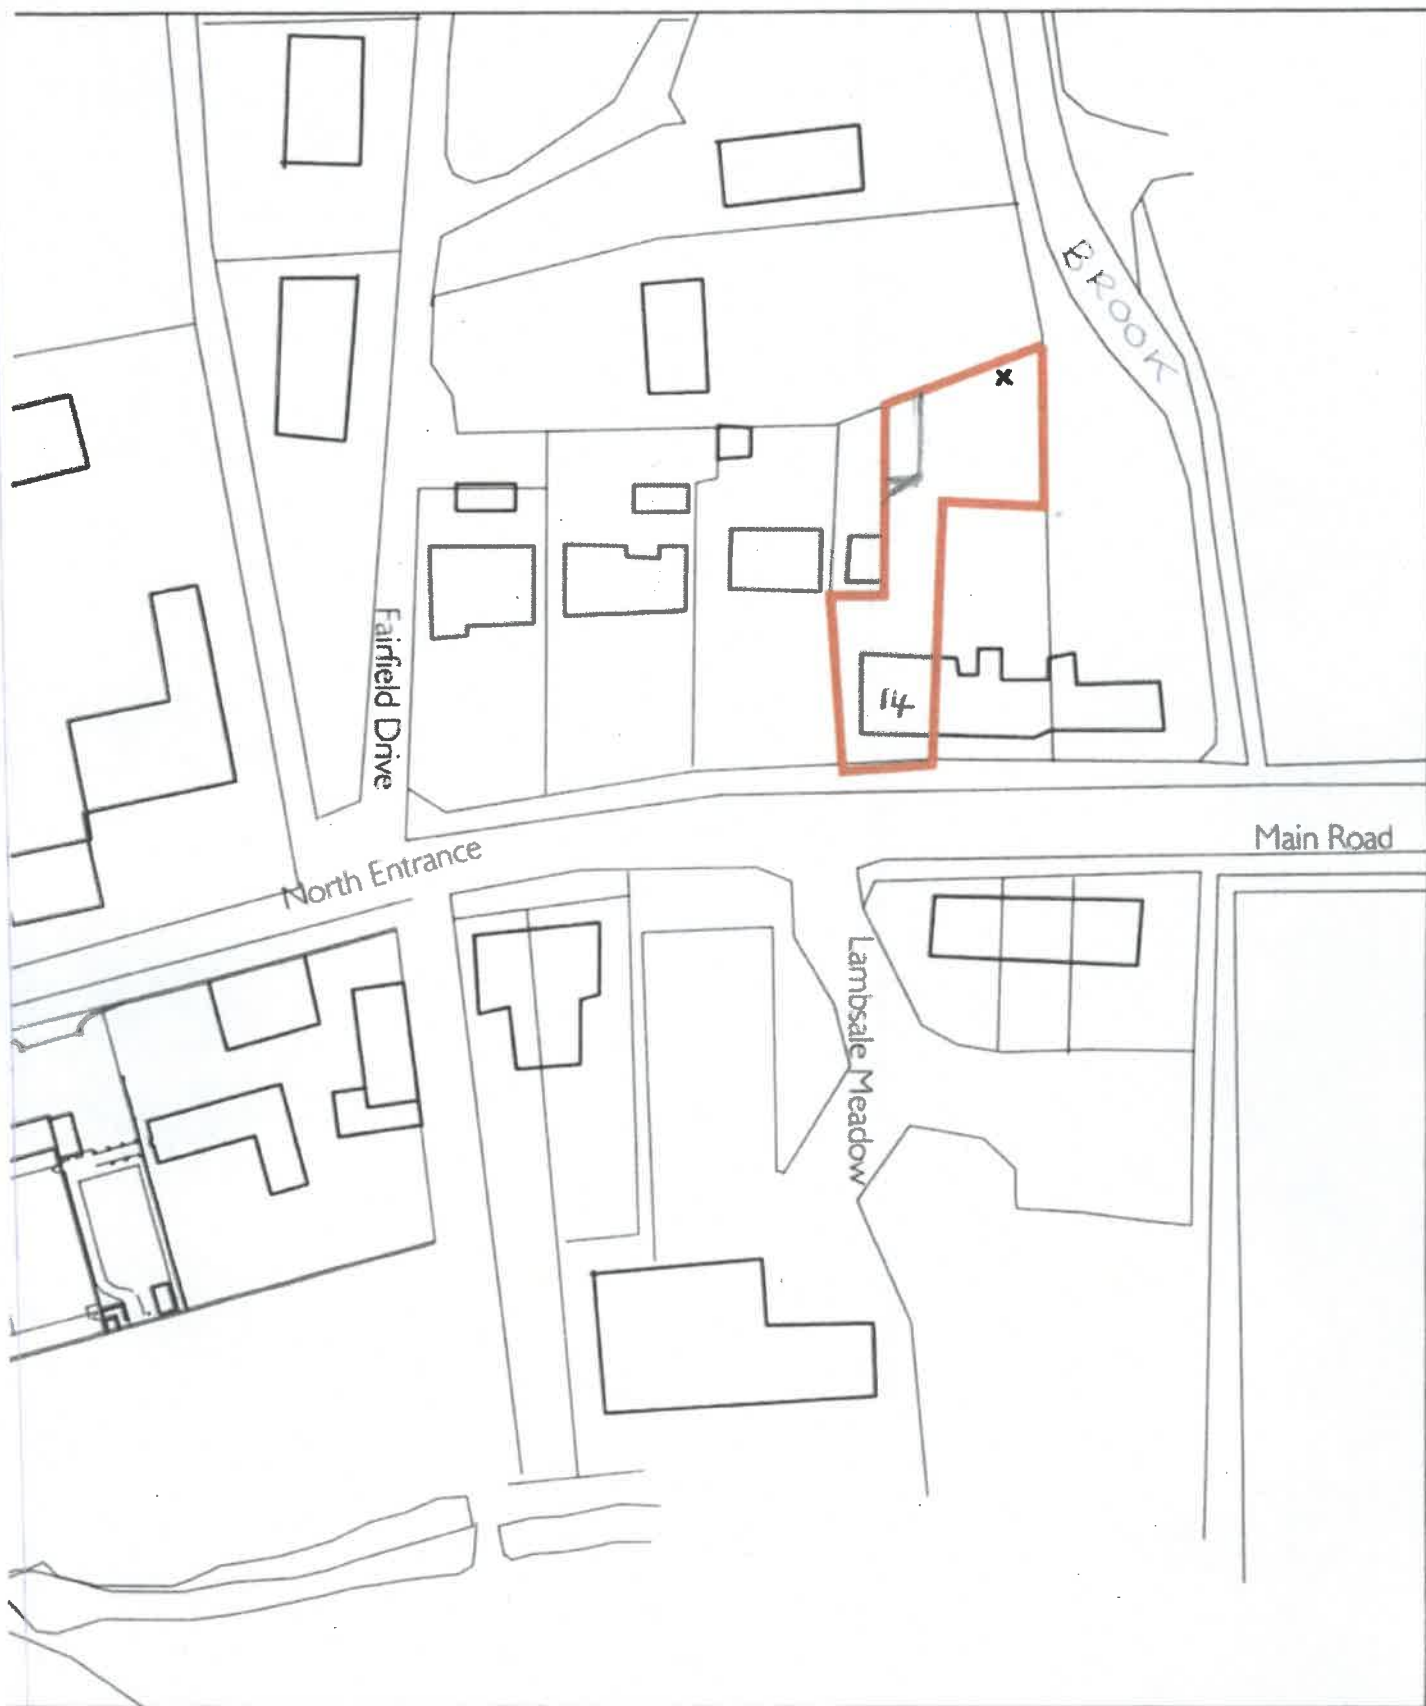 BROOK
x
14
Fairfield Drive
North Entrance
Main Road
Lambsale Meadow